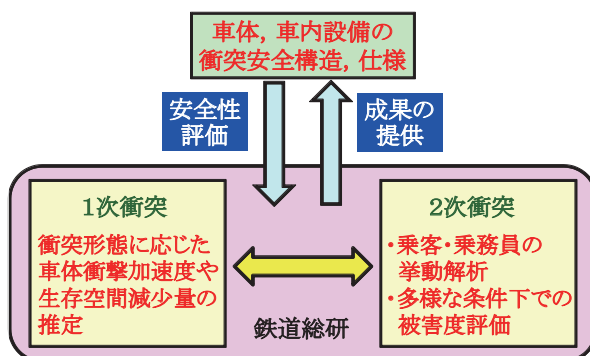 車体, 車内設備の
衝突安全構造, 仕様
安全性
評価
成果の
提供
1次衝突
衝突形態に応じた
車体衝撃加速度や
生存空間減少量の
推定
2次衝突
・乗客・乗務員の
挙動解析
・多様な条件下での
被害度評価
鉄道総研